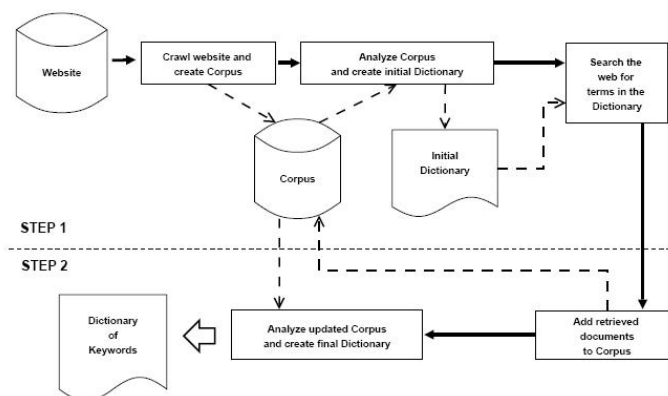 Website
Crawl website and
create Corpus
Analyze Corpus
and create initial Dictionary
Search the
web for
terms in the
Dictionary
Corpus
Initial
Dictionary
STEP 1
STEP 2
Dictionary
of
Keywords
Analyze updated Corpus
and create final Dictionary
Add retrieved
documents
to Corpus